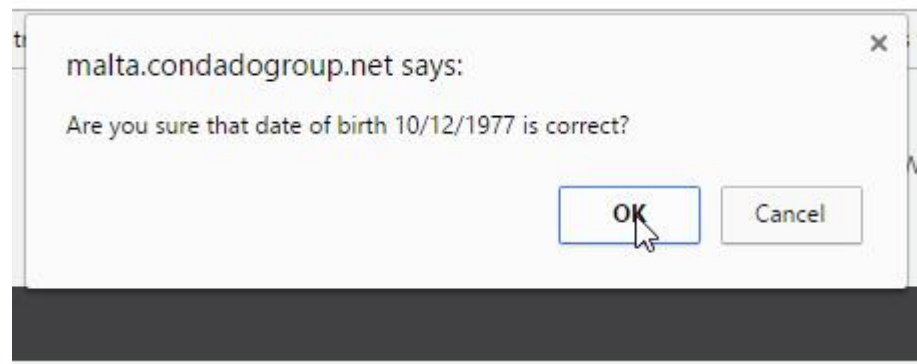 malta.condadogroup.net says:
Are you sure that date of birth 10/12/1977 is correct?
OK
Cancel